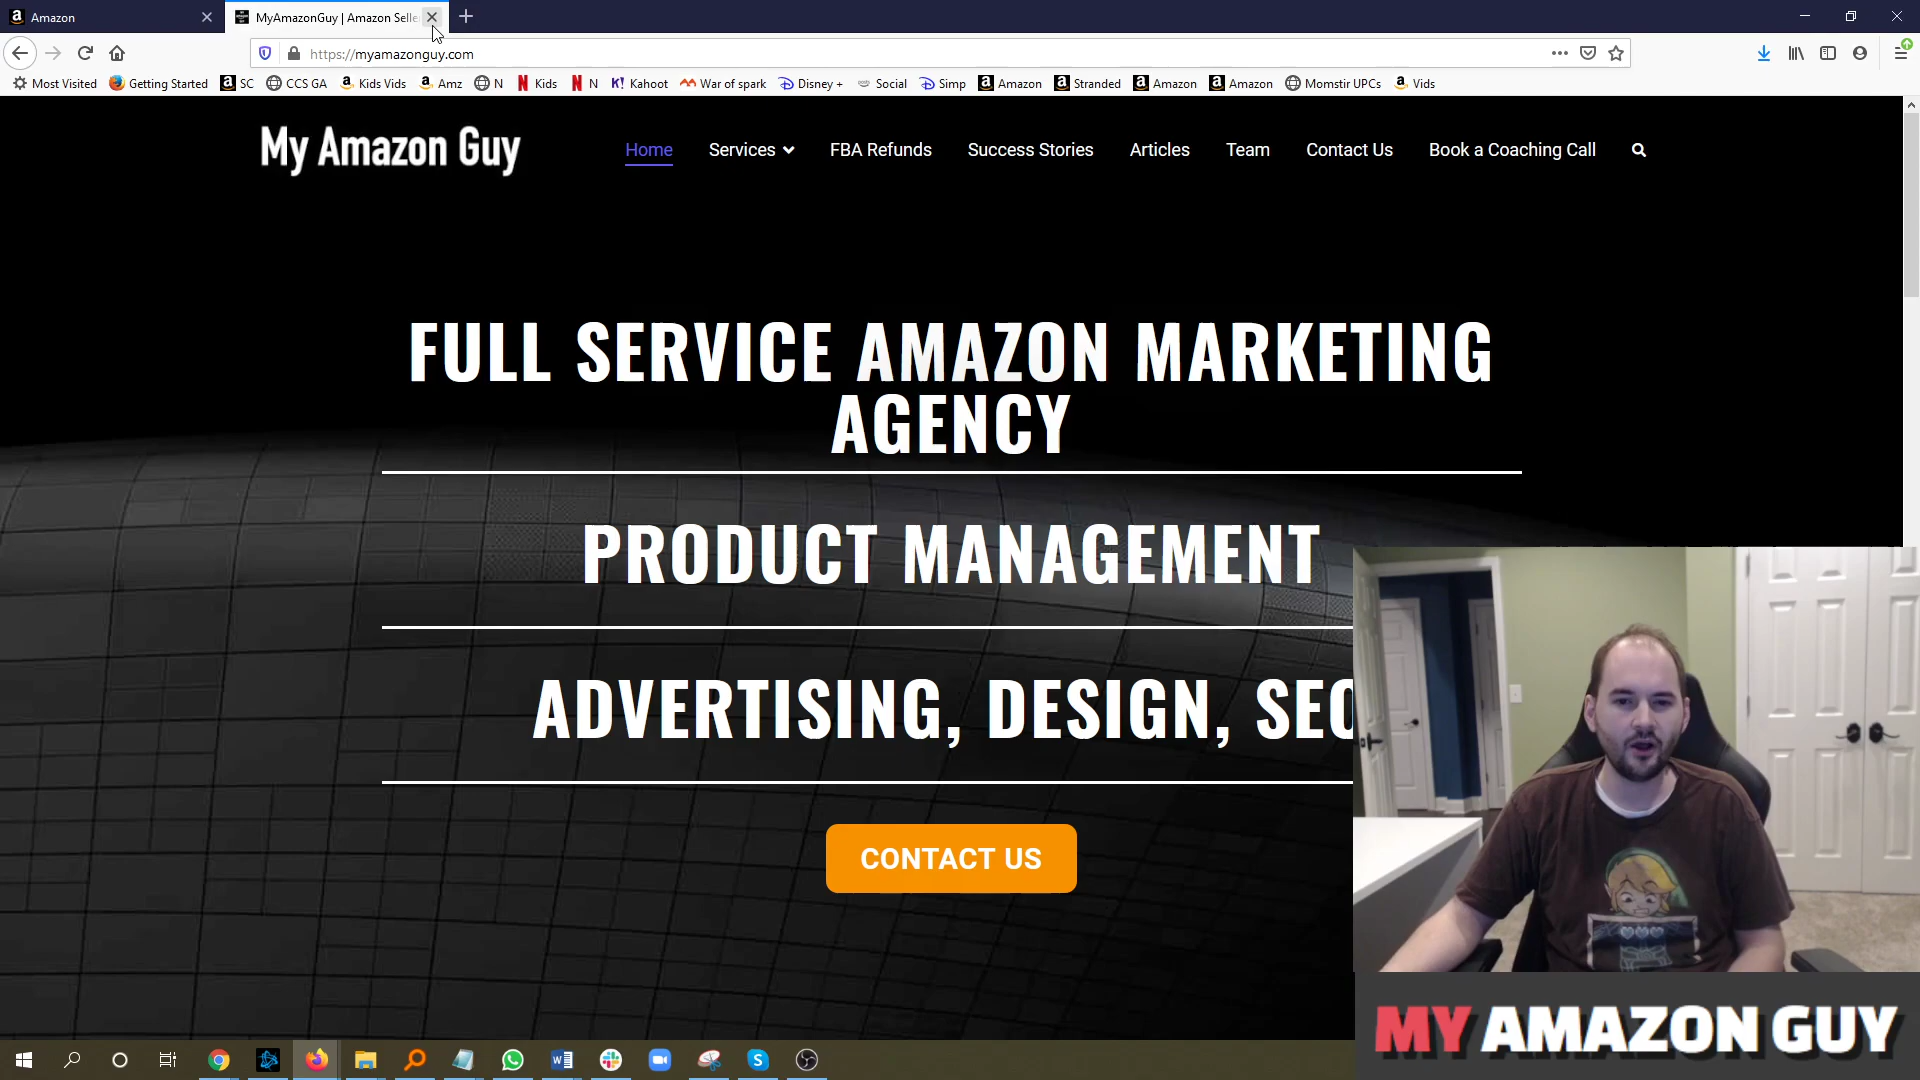 Amazon
MyAmazonGuy | Amazon Selle
https://myamazonguy.com
Most Visited Getting Started SC CCS GA Kids Vids Amz N Kids N Kahoot War of spark Disney + Social Simp Amazon Stranded Amazon Amazon Momstir UPCs Vids
My Amazon Guy
Home Services FBA Refunds Success Stories Articles Team Contact Us Book a Coaching Call
FULL SERVICE AMAZON MARKETING
AGENCY
PRODUCT MANAGEMENT
ADVERTISING, DESIGN, SEO
CONTACT US
MY AMAZON GUY